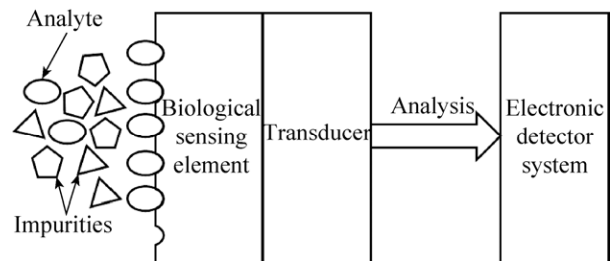 Analyte
Impurities
Biological
sensing
element
Transducer
Analysis
Electronic
detector
system